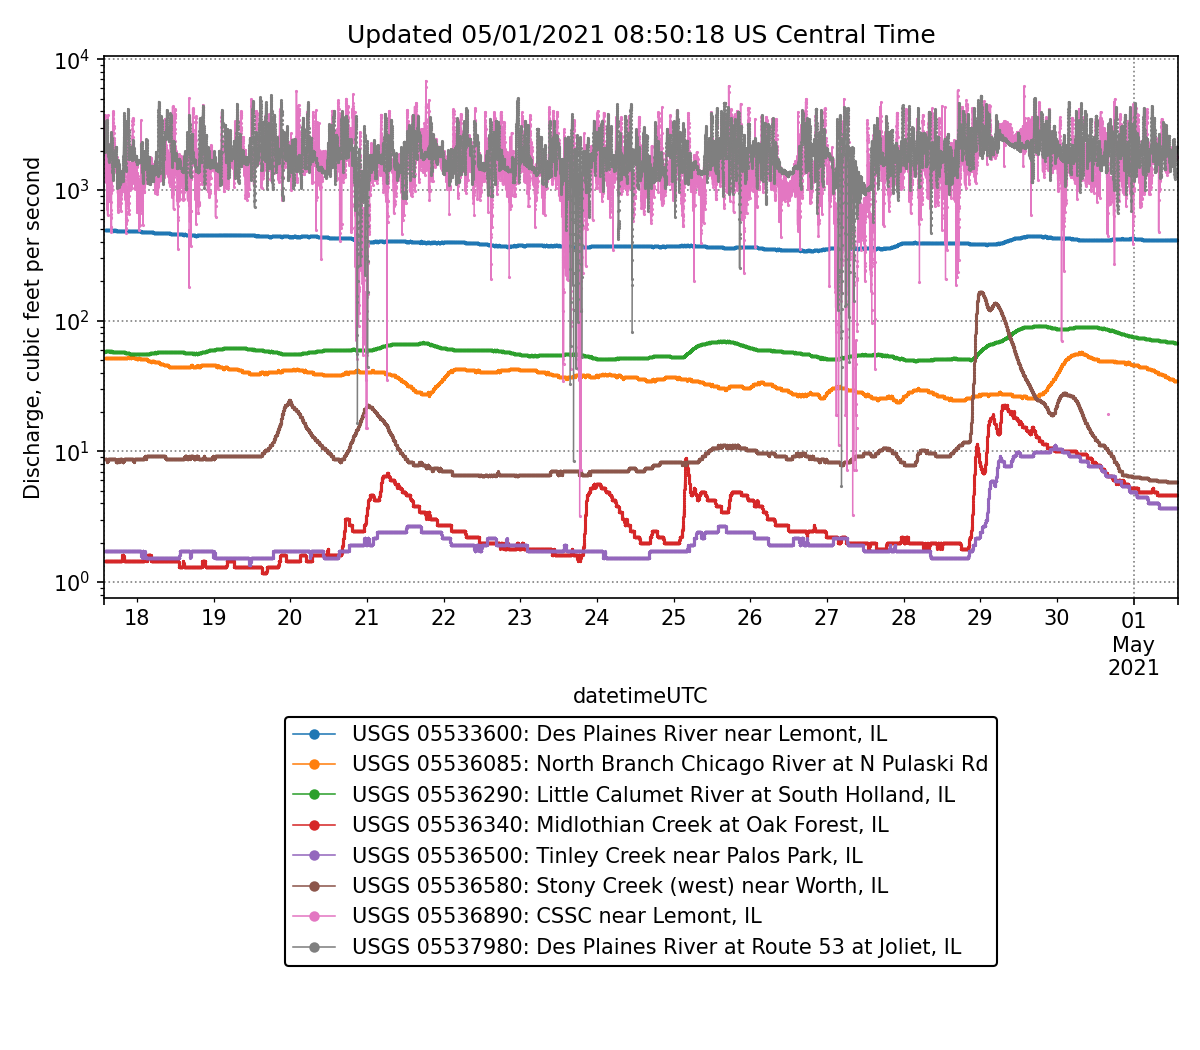 Updated 05/01/2021 08:50:18 US Central Time
Discharge, cubic feet per second
10^4
10^3
10^2
10^1
10^0
18 19 20 21 22 23 24 25 26 27 28 29 30 01
May
2021
datetimeUTC
USGS 05533600: Des Plaines River near Lemont, IL
USGS 05536085: North Branch Chicago River at N Pulaski Rd
USGS 05536290: Little Calumet River at South Holland, IL
USGS 05536340: Midlothian Creek at Oak Forest, IL
USGS 05536500: Tinley Creek near Palos Park, IL
USGS 05536580: Stony Creek (west) near Worth, IL
USGS 05536890: CSSC near Lemont, IL
USGS 05537980: Des Plaines River at Route 53 at Joliet, IL